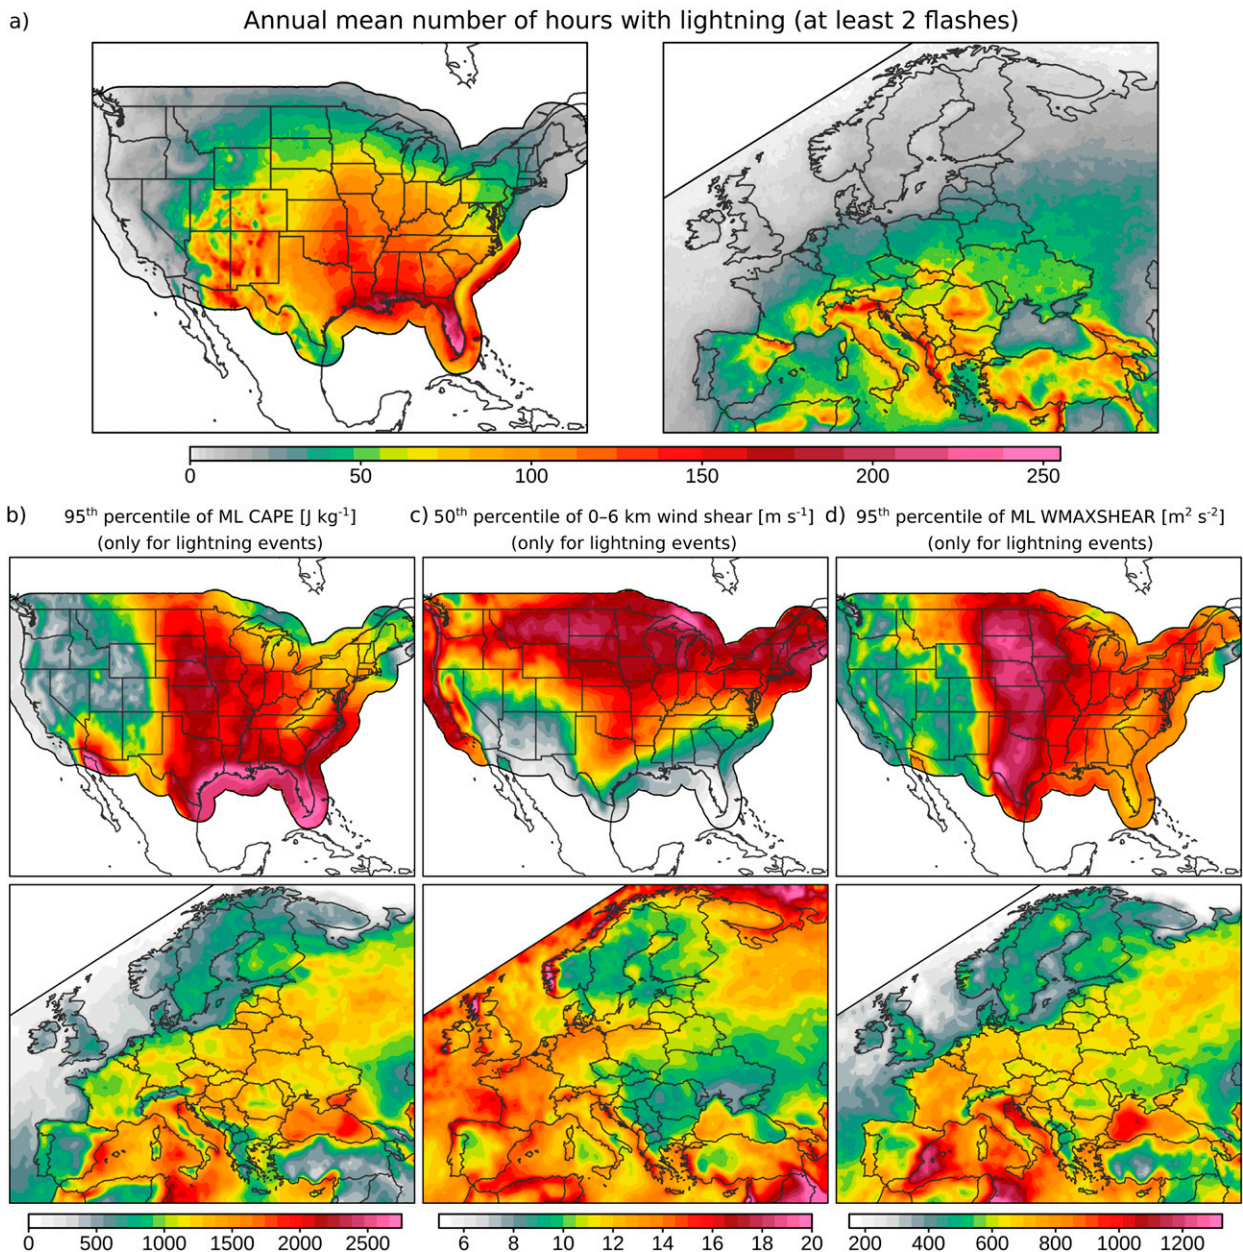 a) Annual mean number of hours with lightning (at least 2 flashes)
0 50 100 150 200 250
b) 95th percentile of ML CAPE [J kg-1]
(only for lightning events)
c) 50th percentile of 0–6 km wind shear [m s-1]
(only for lightning events)
d) 95th percentile of ML WMAXSHEAR [m2 s-2]
(only for lightning events)
0 500 1000 1500 2000 2500
6 8 10 12 14 16 18 20
200 400 600 800 1000 1200